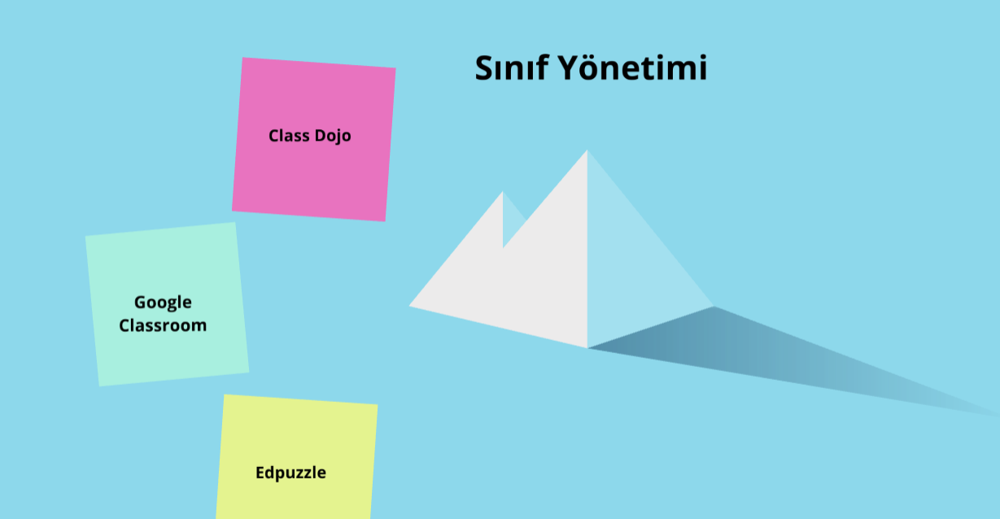 Sınıf Yönetimi
Class Dojo
Google
Classroom
Edpuzzle